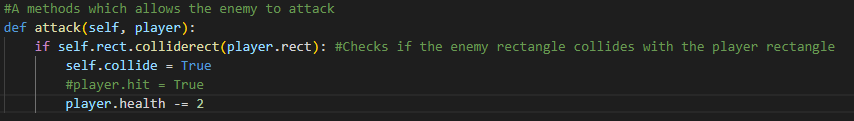 #A methods which allows the enemy to attack
def attack(self, player):
    if self.rect.colliderect(player.rect): #Checks if the enemy rectangle collides with the player rectangle
        self.collide = True
        #player.hit = True
        player.health -= 2